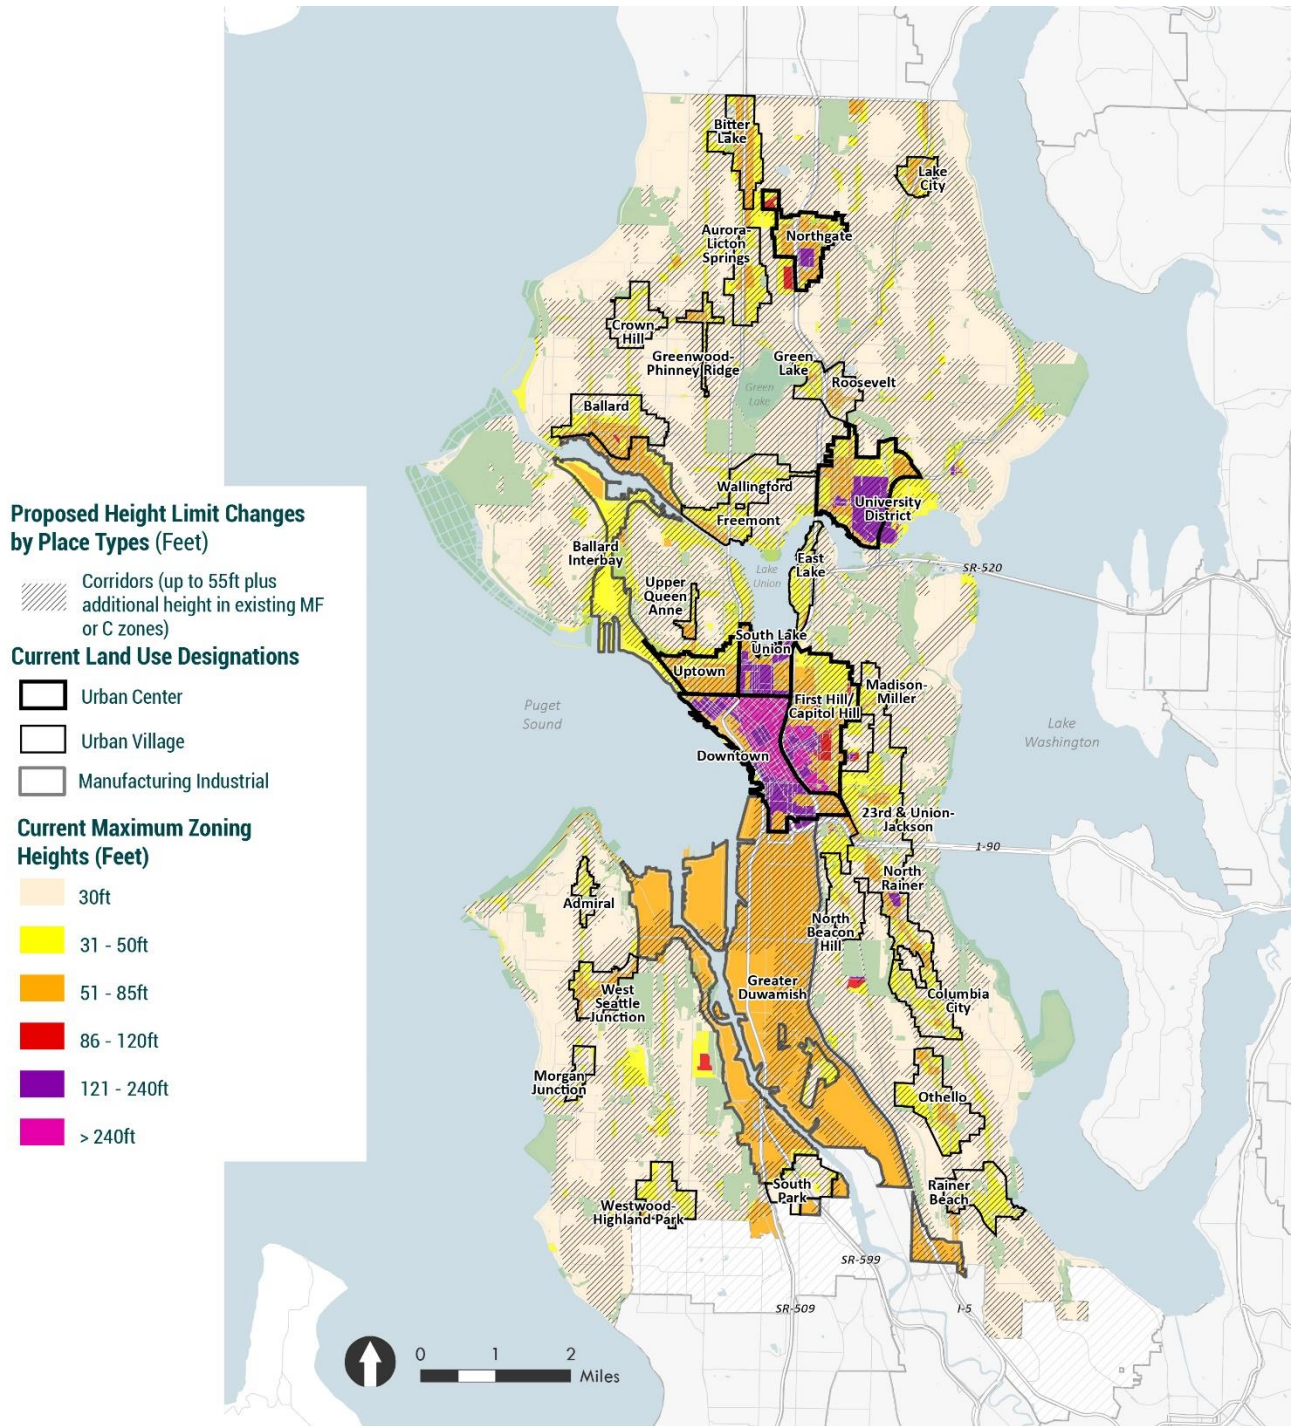 Proposed Height Limit Changes
by Place Types (Feet)
Corridors (up to 55ft plus
additional height in existing MF
or C zones)
Current Land Use Designations
Urban Center
Urban Village
Manufacturing Industrial
Current Maximum Zoning
Heights (Feet)
30ft
31 - 50ft
51 - 85ft
86 - 120ft
121 - 240ft
> 240ft
Bitter
Lake
Lake
City
Aurora-
Licton
Springs
Northgate
Crown
Hill
Greenwood-
Phinney Ridge
Green
Lake
Green
Lake
Roosevelt
Ballard
Wallingford
Freemont
University
District
Ballard
Interbay
Lake
Union
East
Lake
SR-520
Upper
Queen
Anne
South Lake
Union
Uptown
First Hill/
Capitol Hill
Madison-
Miller
Puget
Sound
Lake
Washington
Downtown
23rd & Union-
Jackson
1-90
North
Rainer
Admiral
North
Beacon
Hill
West
Seattle
Junction
Greater
Duwamish
Columbia
City
Morgan
Junction
Othello
Westwood-
Highland Park
South
Park
Rainer
Beach
SR-599
SR-509
I-5
0 1 2
Miles